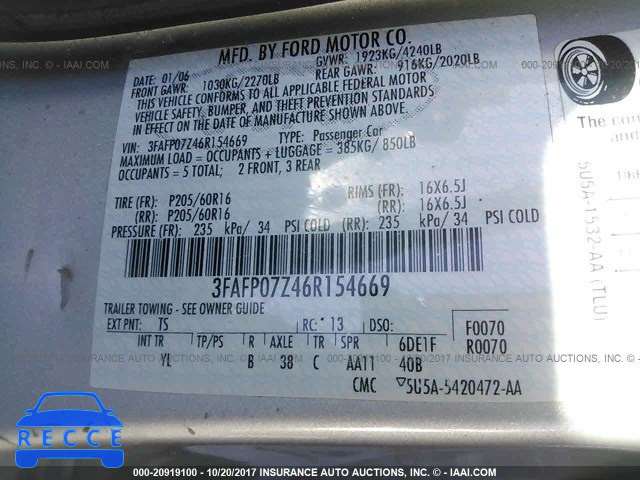 MFD. BY FORD MOTOR CO.
DATE: 01/06 GVWR: 1923KG/4240LB
FRONT GAWR: 1030KG/2270LB REAR GAWR: 916KG/2020LB
THIS VEHICLE CONFORMS TO ALL APPLICABLE FEDERAL MOTOR
VEHICLE SAFETY, BUMPER, AND THEFT PREVENTION STANDARDS
IN EFFECT ON THE DATE OF MANUFACTURE SHOWN ABOVE.
VIN: 3FAFP07Z46R154669 TYPE: Passenger Car
MAXIMUM LOAD = OCCUPANTS + LUGGAGE = 385KG/ 850LB
OCCUPANTS = 5 TOTAL; 2 FRONT, 3 REAR
TIRE (FR): P205/60R16 RIMS (FR): 16X6.5J
(RR): P205/60R16 (RR): 16X6.5J
PRESSURE (FR): 235 kPa/ 34 PSI COLD (RR): 235 kPa/ 34 PSI COLD
3FAFP07Z46R154669
TRAILER TOWING - SEE OWNER GUIDE
EXT PNT: TS RC: 13 DSO: F0070
INT TR TP/PS R AXLE TR SPR 6DE1F R0070
YL B 38 C AA11 40B
CMC 5U5A-5420472-AA
The con
and
5U5A-1532-AA (TLU)
RECCE
000-20919100 - 10/20/2017 INSURANCE AUTO AUCTIONS - © - IAAI.COM